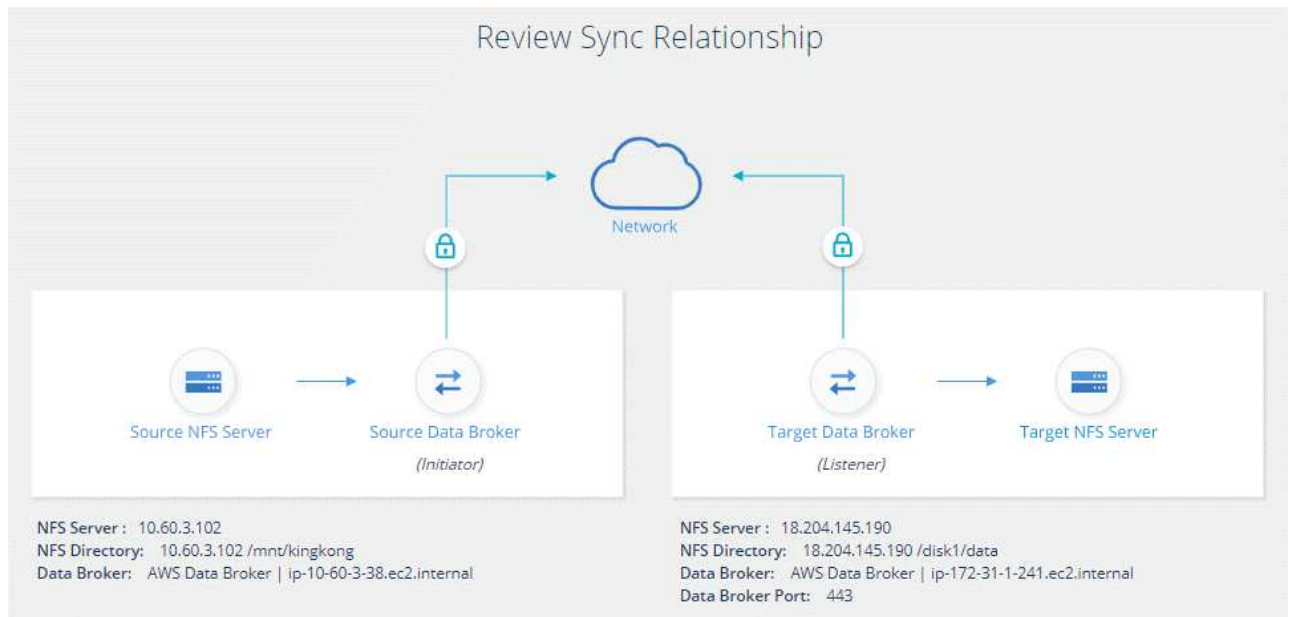 Review Sync Relationship
Network
Source NFS Server
Source Data Broker
(Initiator)
Target Data Broker
Target NFS Server
(Listener)
NFS Server : 10.60.3.102
NFS Directory: 10.60.3.102 /mnt/kingkong
Data Broker: AWS Data Broker | ip-10-60-3-38.ec2.internal
NFS Server : 18.204.145.190
NFS Directory: 18.204.145.190 /disk1/data
Data Broker: AWS Data Broker | ip-172-31-1-241.ec2.internal
Data Broker Port: 443